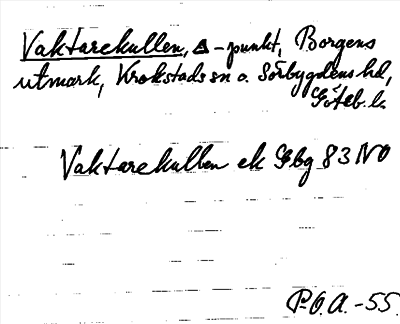 Vaktarekullen, Δ-punkt, Borgens
utmark, Krokstads sn o. Sörbygdens hd,
Göteb. l.
Vaktarekullen ek Gbg 83 NO
P.O.A. -55.